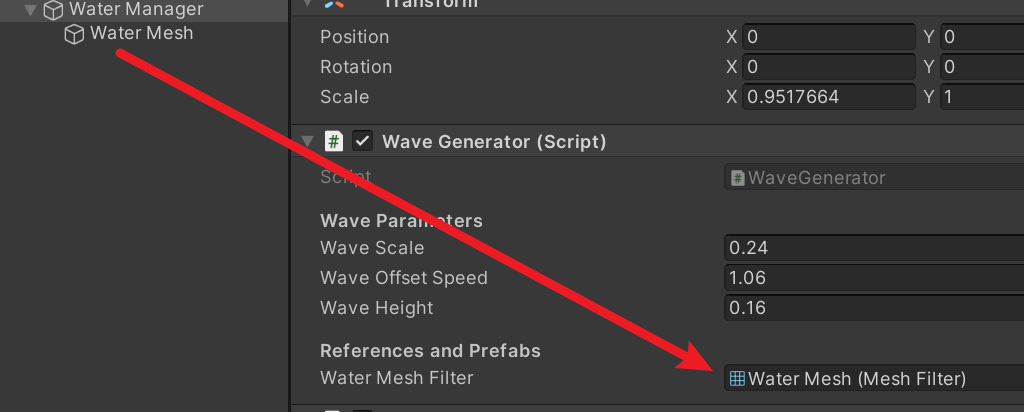 Water Manager
Water Mesh
Transform
Position X 0 Y 0
Rotation X 0 Y 0
Scale X 0.9517664 Y 1
# Wave Generator (Script)
Script # WaveGenerator
Wave Parameters
Wave Scale 0.24
Wave Offset Speed 1.06
Wave Height 0.16
References and Prefabs
Water Mesh Filter Water Mesh (Mesh Filter)